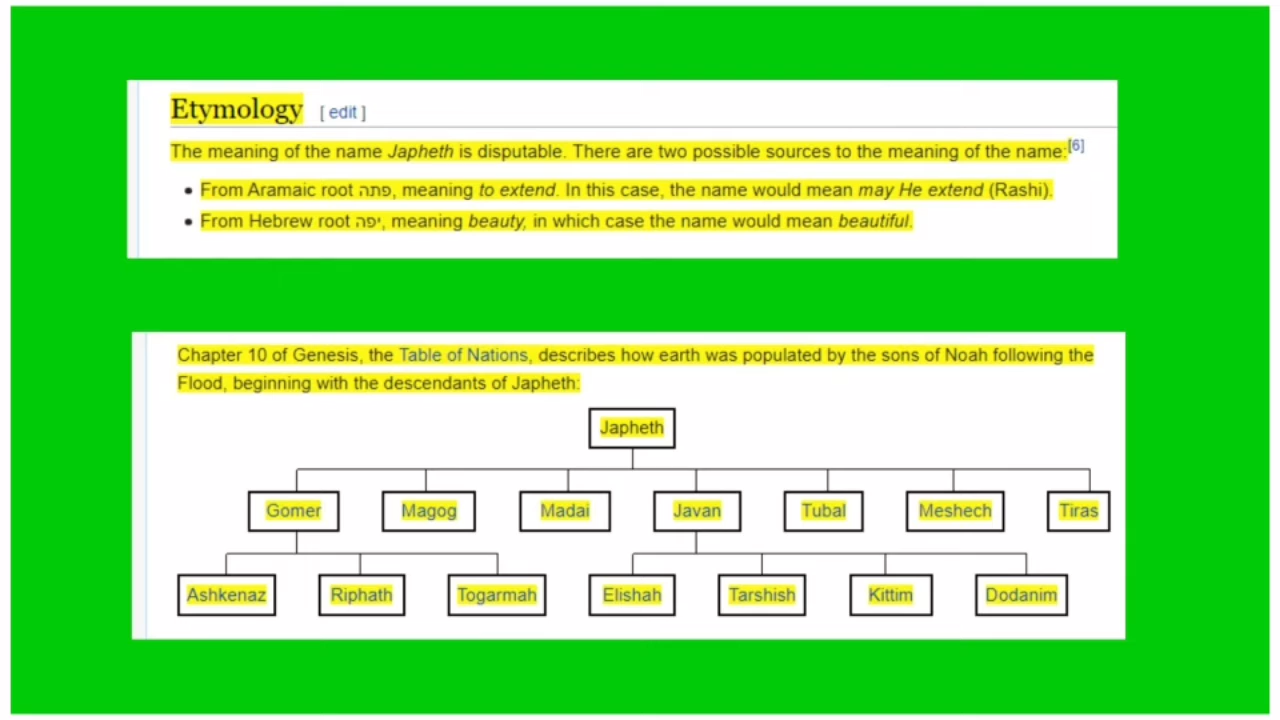 Etymology [ edit ]
The meaning of the name Japheth is disputable. There are two possible sources to the meaning of the name:[6]
• From Aramaic root פתה, meaning to extend. In this case, the name would mean may He extend (Rashi).
• From Hebrew root יפה, meaning beauty, in which case the name would mean beautiful.
Chapter 10 of Genesis, the Table of Nations, describes how earth was populated by the sons of Noah following the
Flood, beginning with the descendants of Japheth:
Japheth
Gomer Magog Madai Javan Tubal Meshech Tiras
Ashkenaz Riphath Togarmah Elishah Tarshish Kittim Dodanim